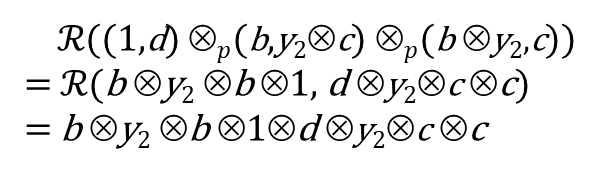 ℛ((1,d) ⊗ₚ (b,y₂⊗c) ⊗ₚ (b⊗y₂,c))
= ℛ(b⊗y₂ ⊗b⊗1, d⊗y₂⊗c⊗c)
= b⊗y₂ ⊗b⊗1⊗d⊗y₂⊗c⊗c